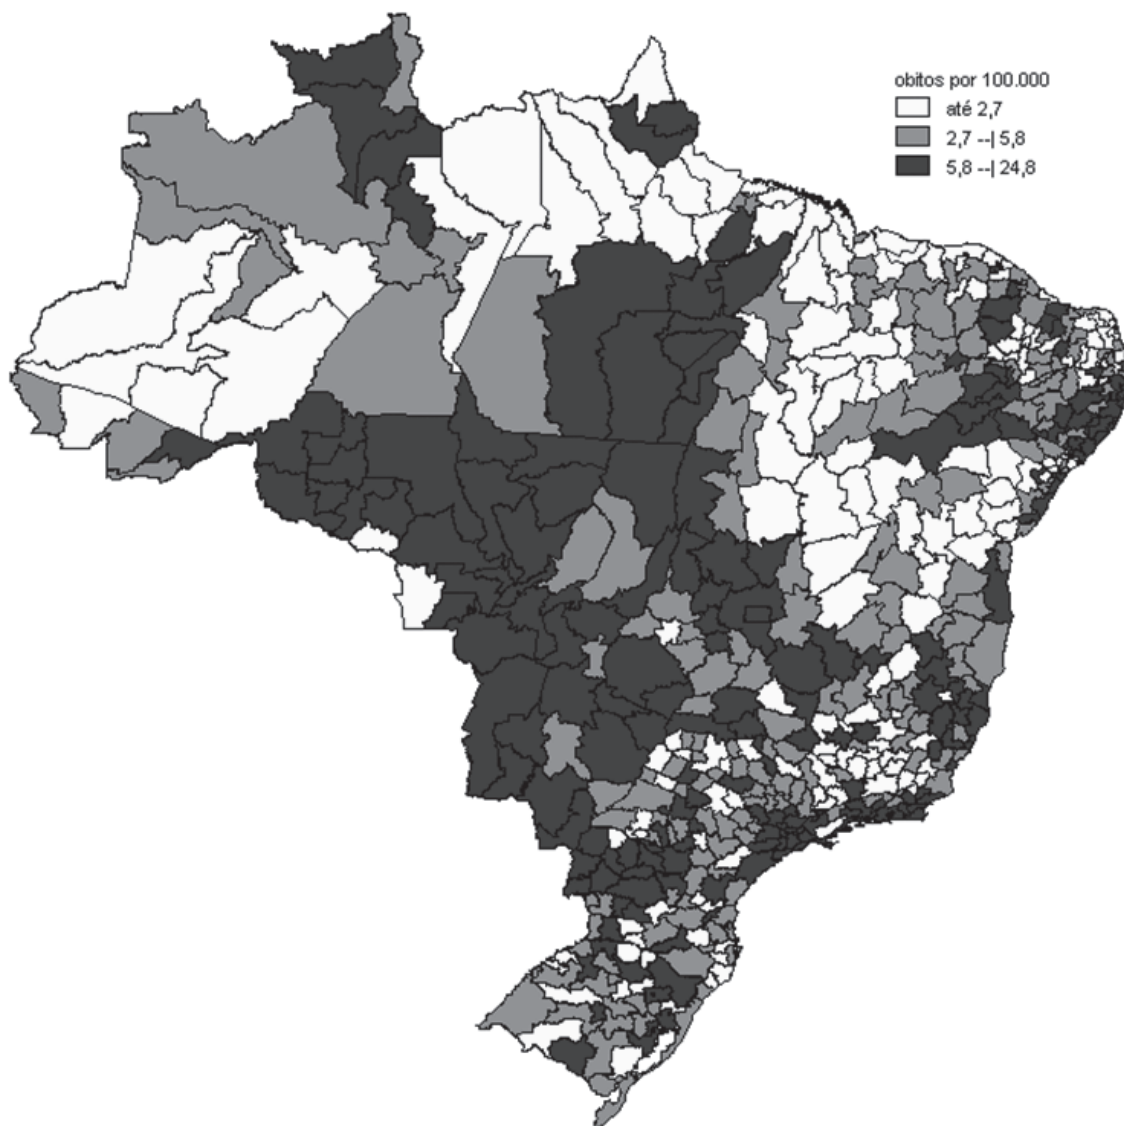 obitos por 100.000
até 2,7
2,7 --| 5,8
5,8 --| 24,8